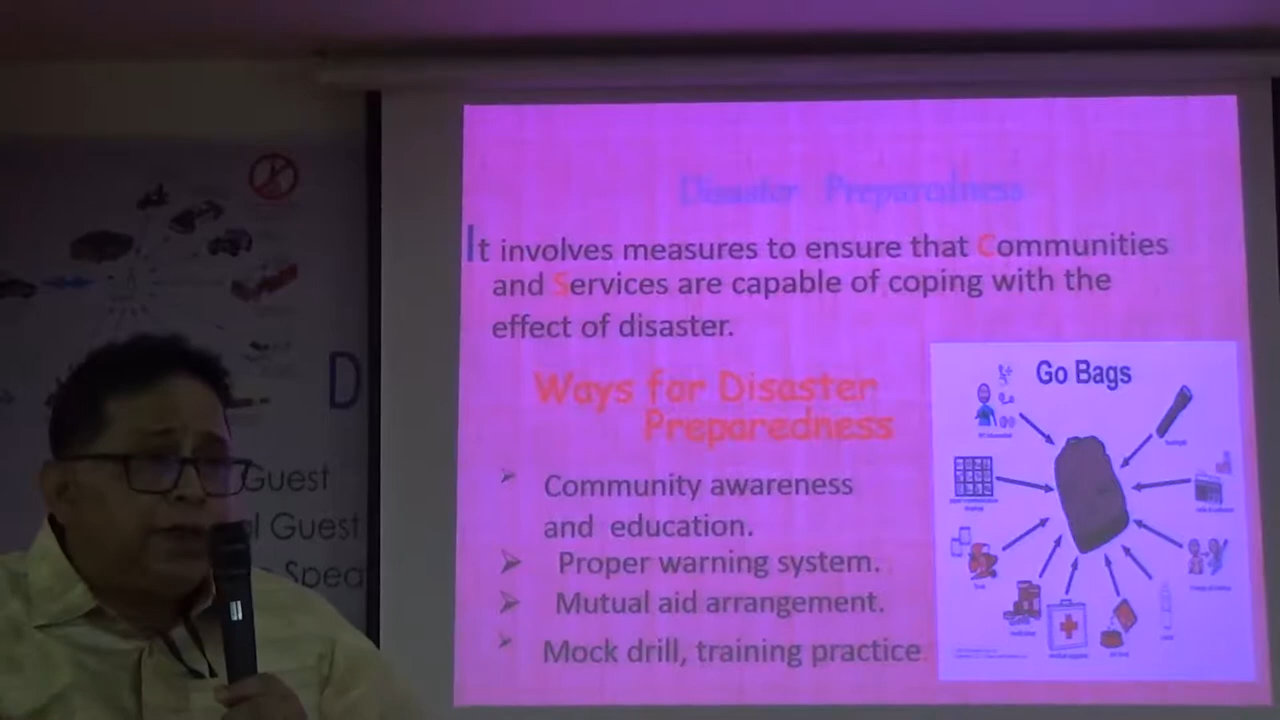 Disaster Preparedness
It involves measures to ensure that Communities
and Services are capable of coping with the
effect of disaster.
Ways for Disaster
Preparedness
Community awareness
and education.
Proper warning system.
Mutual aid arrangement.
Mock drill, training practice
Go Bags
D
Guest
l Guest
Spea